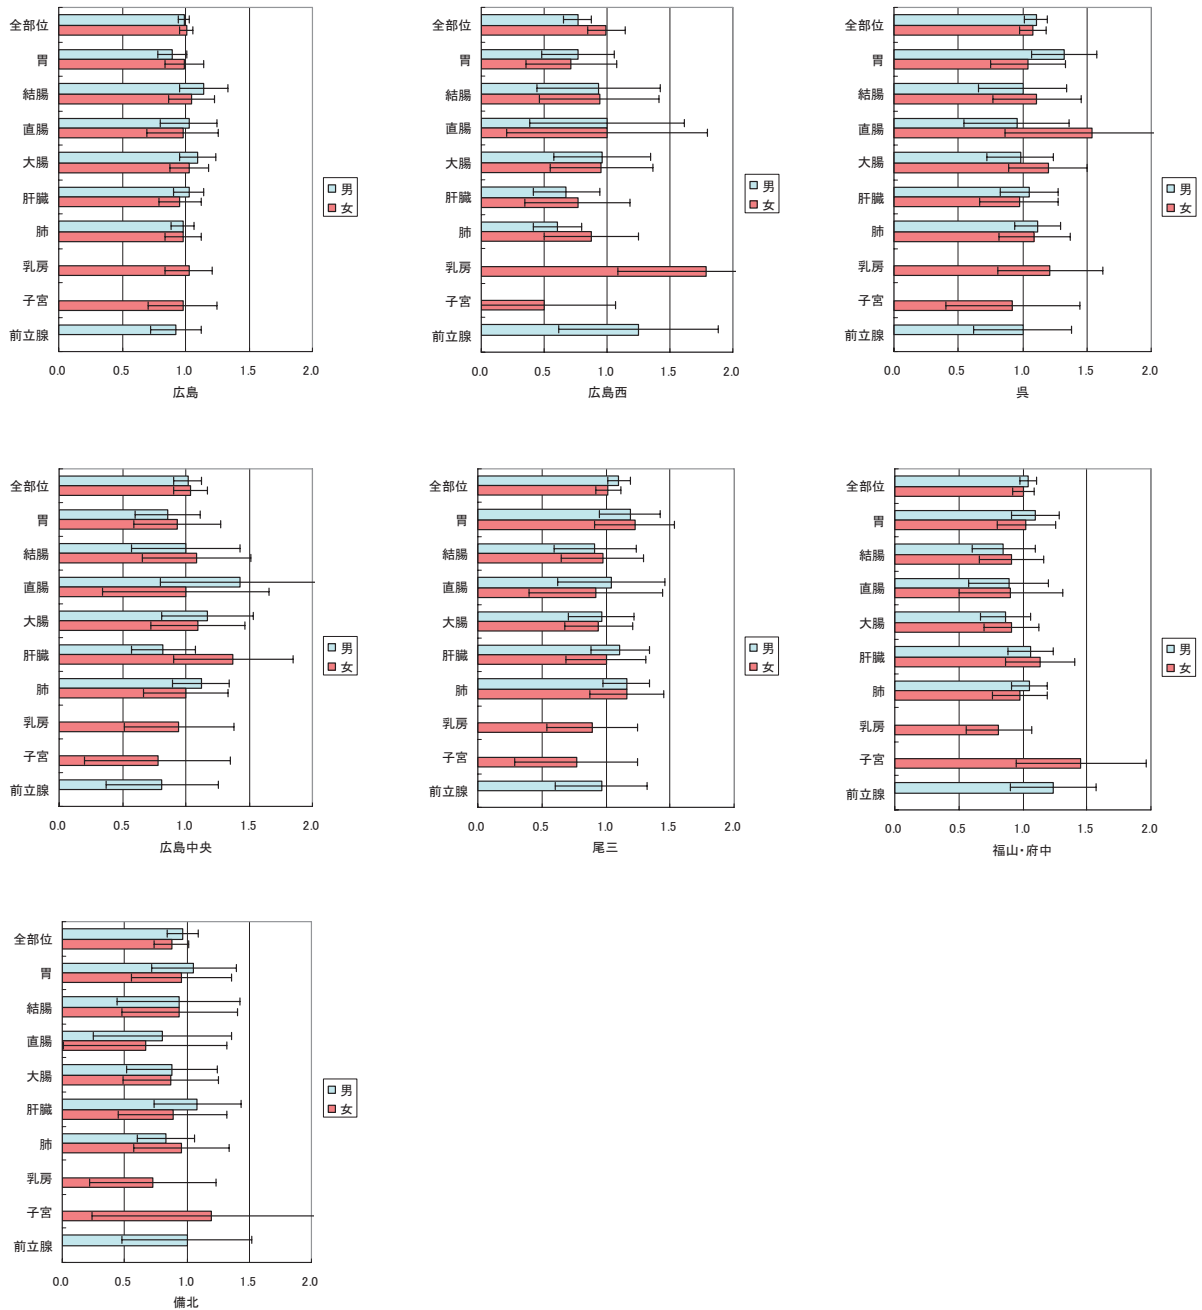 全部位
胃
結腸
直腸
大腸
肝臓
肺
乳房
子宮
前立腺
0.0 0.5 1.0 1.5 2.0
広島
男
女
全部位
胃
結腸
直腸
大腸
肝臓
肺
乳房
子宮
前立腺
0.0 0.5 1.0 1.5 2.0
広島西
男
女
全部位
胃
結腸
直腸
大腸
肝臓
肺
乳房
子宮
前立腺
0.0 0.5 1.0 1.5 2.0
呉
男
女
全部位
胃
結腸
直腸
大腸
肝臓
肺
乳房
子宮
前立腺
0.0 0.5 1.0 1.5 2.0
広島中央
男
女
全部位
胃
結腸
直腸
大腸
肝臓
肺
乳房
子宮
前立腺
0.0 0.5 1.0 1.5 2.0
尾三
男
女
全部位
胃
結腸
直腸
大腸
肝臓
肺
乳房
子宮
前立腺
0.0 0.5 1.0 1.5 2.0
福山・府中
男
女
全部位
胃
結腸
直腸
大腸
肝臓
肺
乳房
子宮
前立腺
0.0 0.5 1.0 1.5 2.0
備北
男
女